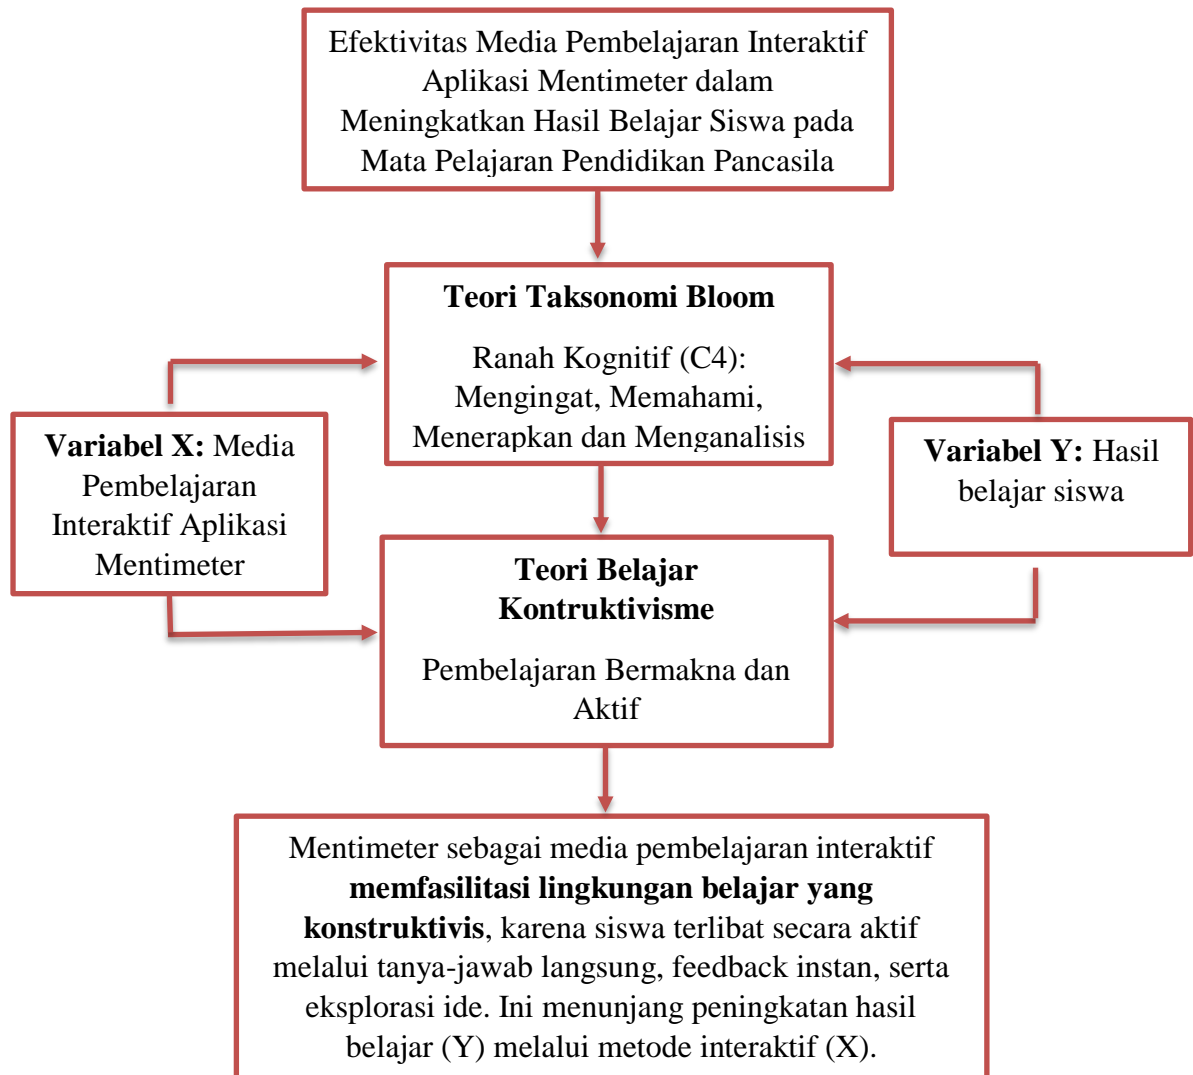 Efektivitas Media Pembelajaran Interaktif
Aplikasi Mentimeter dalam
Meningkatkan Hasil Belajar Siswa pada
Mata Pelajaran Pendidikan Pancasila
Teori Taksonomi Bloom
Ranah Kognitif (C4):
Mengingat, Memahami,
Menerapkan dan Menganalisis
Variabel X: Media
Pembelajaran
Interaktif Aplikasi
Mentimeter
Variabel Y: Hasil
belajar siswa
Teori Belajar
Kontruktivisme
Pembelajaran Bermakna dan
Aktif
Mentimeter sebagai media pembelajaran interaktif
memfasilitasi lingkungan belajar yang
konstruktivis, karena siswa terlibat secara aktif
melalui tanya-jawab langsung, feedback instan, serta
eksplorasi ide. Ini menunjang peningkatan hasil
belajar (Y) melalui metode interaktif (X).